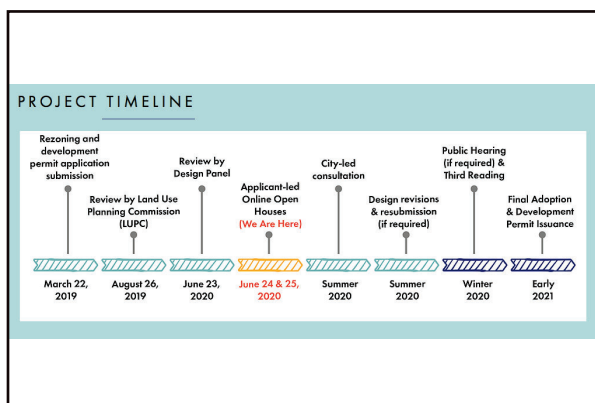 PROJECT TIMELINE
Rezoning and
development
permit application
submission
March 22,
2019
Review by Land Use
Planning Commission
(LUPC)
August 26,
2019
Review by
Design Panel
June 23,
2020
Applicant-led
Online Open
Houses
(We Are Here)
June 24 & 25,
2020
City-led
consultation
Summer
2020
Design revisions
& resubmission
(if required)
Summer
2020
Public Hearing
(if required) &
Third Reading
Winter
2020
Final Adoption
& Development
Permit Issuance
Early
2021